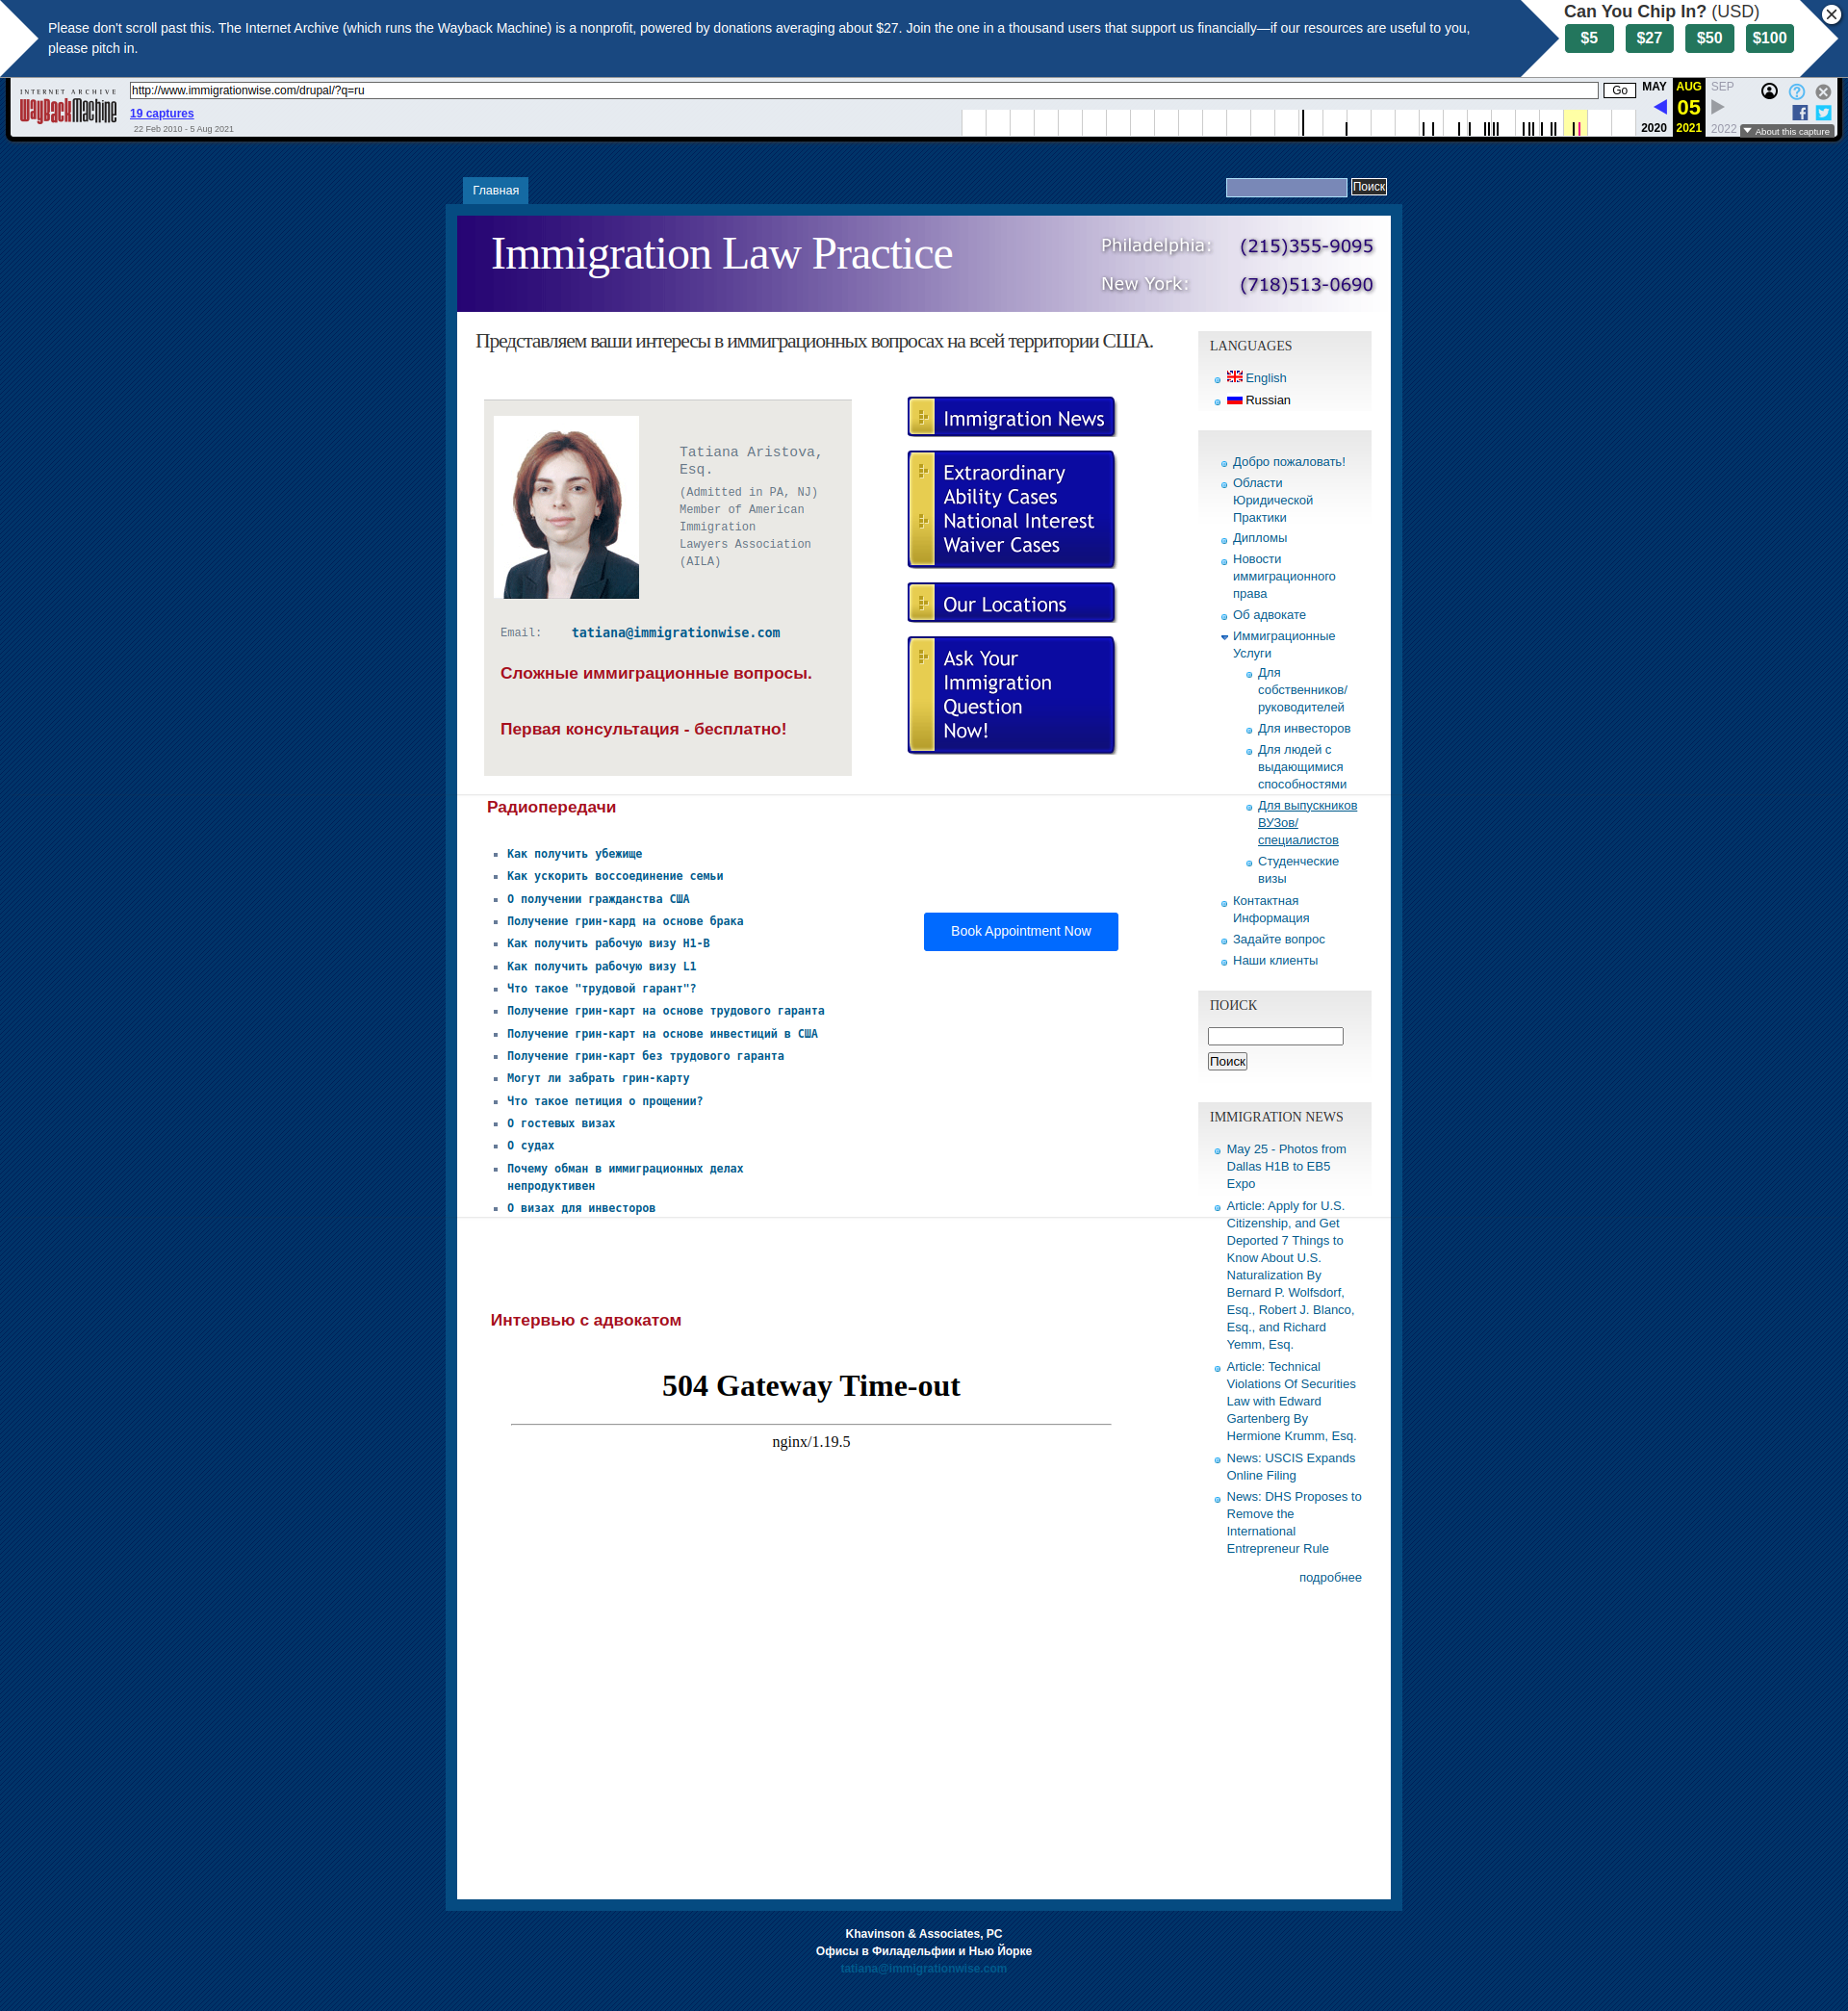 Please don't scroll past this. The Internet Archive (which runs the Wayback Machine) is a nonprofit, powered by donations averaging about $27. Join the one in a thousand users that support us financially—if our resources are useful to you,
please pitch in.
Can You Chip In? (USD)
$5 $27 $50 $100
INTERNET ARCHIVE
WayBackMachine
http://www.immigrationwise.com/drupal/?q=ru
Go
19 captures
22 Feb 2010 - 5 Aug 2021
MAY AUG SEP
05
2020 2021 2022
About this capture
Главная
Поиск
Immigration Law Practice
Philadelphia: (215)355-9095
New York: (718)513-0690
Представляем ваши интересы в иммиграционных вопросах на всей территории США.
Tatiana Aristova,
Esq.
(Admitted in PA, NJ)
Member of American
Immigration
Lawyers Association
(AILA)
Email: tatiana@immigrationwise.com
Сложные иммиграционные вопросы.
Первая консультация - бесплатно!
Immigration News
Extraordinary
Ability Cases
National Interest
Waiver Cases
Our Locations
Ask Your
Immigration
Question
Now!
Радиопередачи
Как получить убежище
Как ускорить воссоединение семьи
О получении гражданства США
Получение грин-кард на основе брака
Как получить рабочую визу H1-B
Как получить рабочую визу L1
Что такое "трудовой гарант"?
Получение грин-карт на основе трудового гаранта
Получение грин-карт на основе инвестиций в США
Получение грин-карт без трудового гаранта
Могут ли забрать грин-карту
Что такое петиция о прощении?
О гостевых визах
О судах
Почему обман в иммиграционных делах
непродуктивен
О визах для инвесторов
Book Appointment Now
Интервью с адвокатом
504 Gateway Time-out
nginx/1.19.5
LANGUAGES
English
Russian
Добро пожаловать!
Области
Юридической
Практики
Дипломы
Новости
иммиграционного
права
Об адвокате
Иммиграционные
Услуги
Для
собственников/
руководителей
Для инвесторов
Для людей с
выдающимися
способностями
Для выпускников
ВУЗов/
специалистов
Студенческие
визы
Контактная
Информация
Задайте вопрос
Наши клиенты
ПОИСК
Поиск
IMMIGRATION NEWS
May 25 - Photos from
Dallas H1B to EB5
Expo
Article: Apply for U.S.
Citizenship, and Get
Deported 7 Things to
Know About U.S.
Naturalization By
Bernard P. Wolfsdorf,
Esq., Robert J. Blanco,
Esq., and Richard
Yemm, Esq.
Article: Technical
Violations Of Securities
Law with Edward
Gartenberg By
Hermione Krumm, Esq.
News: USCIS Expands
Online Filing
News: DHS Proposes to
Remove the
International
Entrepreneur Rule
подробнее
Khavinson & Associates, PC
Офисы в Филадельфии и Нью Йорке
tatiana@immigrationwise.com